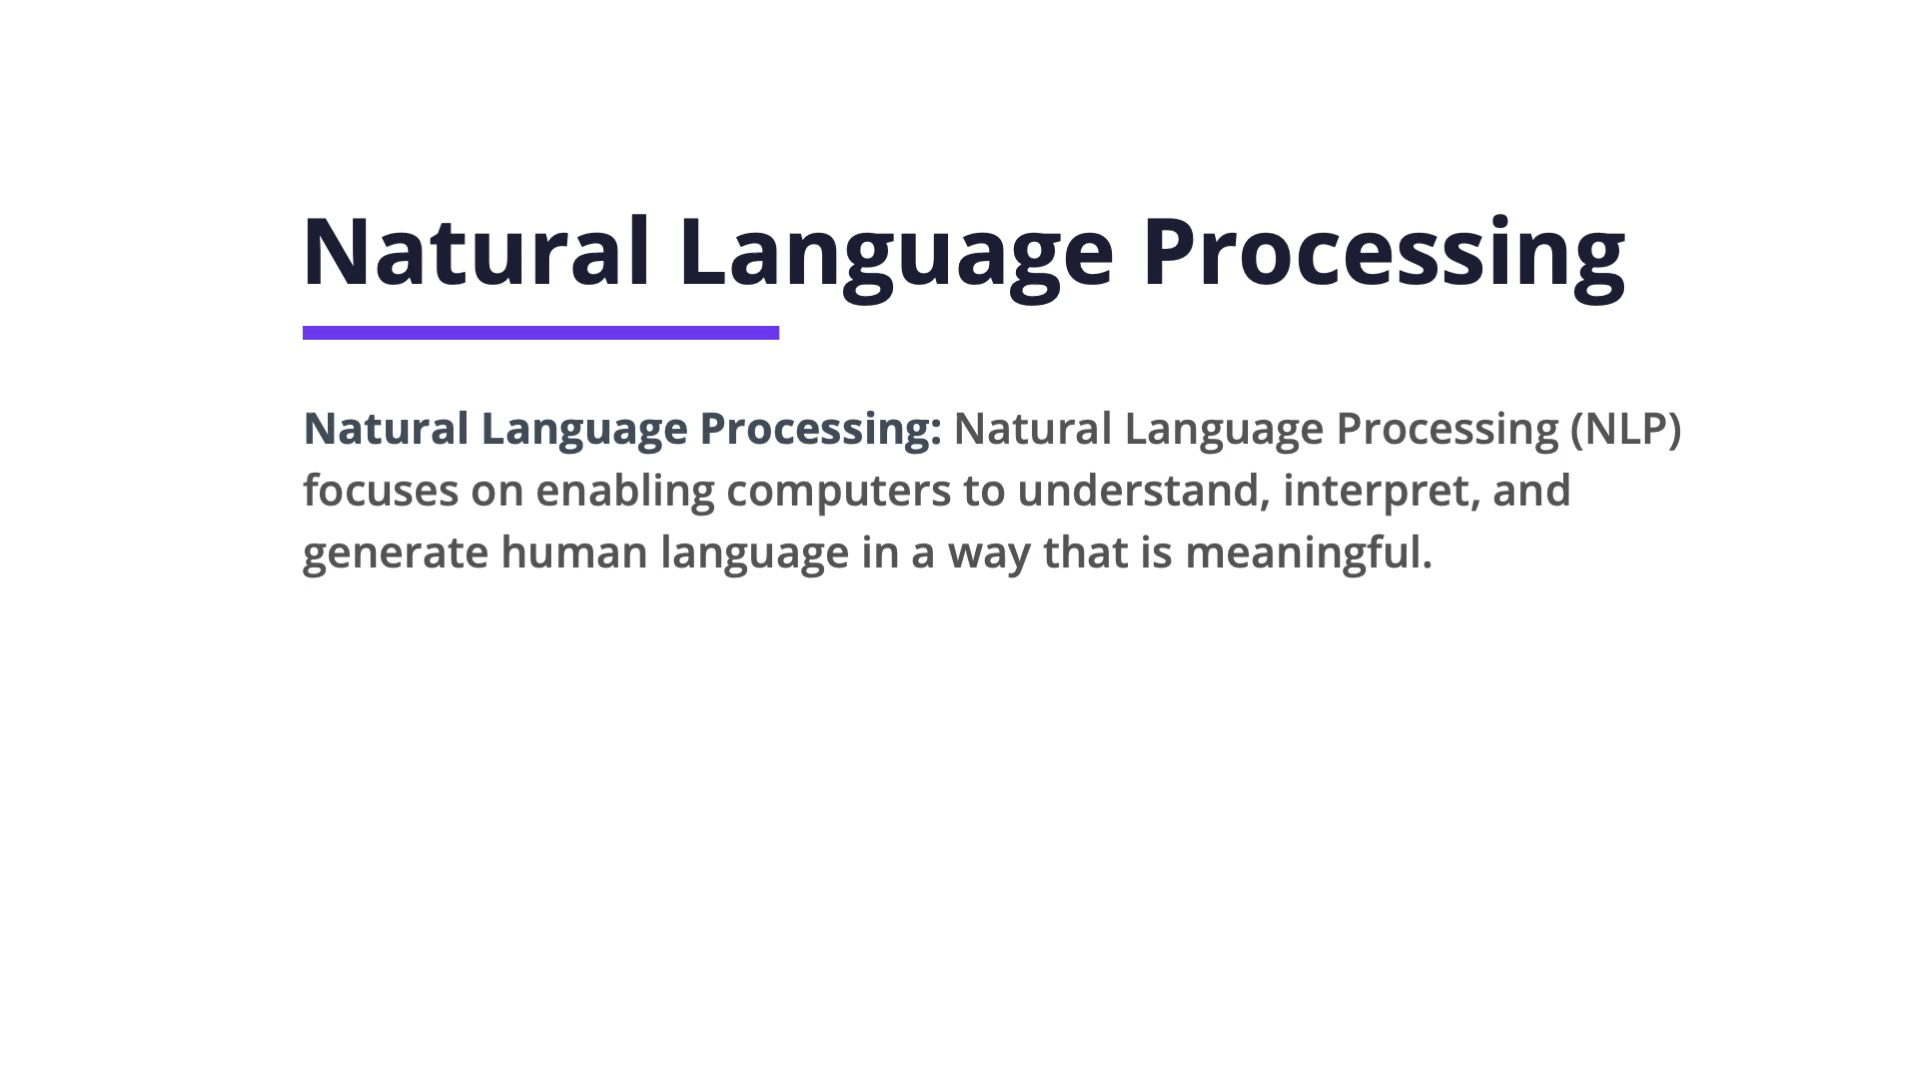 Natural Language Processing
Natural Language Processing: Natural Language Processing (NLP)
focuses on enabling computers to understand, interpret, and
generate human language in a way that is meaningful.